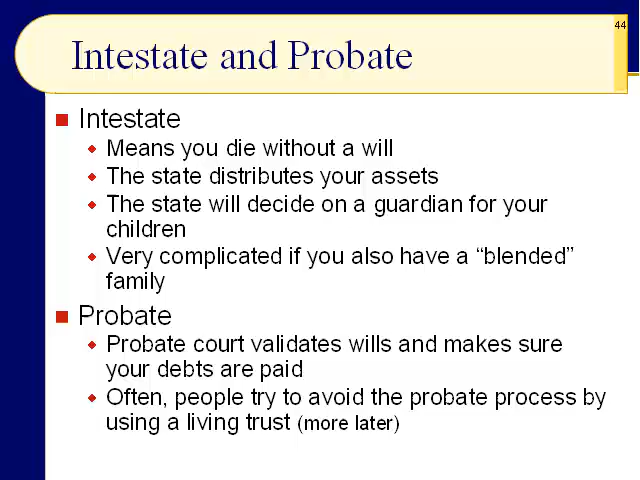 44
Intestate and Probate
Intestate
Means you die without a will
The state distributes your assets
The state will decide on a guardian for your
children
Very complicated if you also have a “blended”
family
Probate
Probate court validates wills and makes sure
your debts are paid
Often, people try to avoid the probate process by
using a living trust (more later)